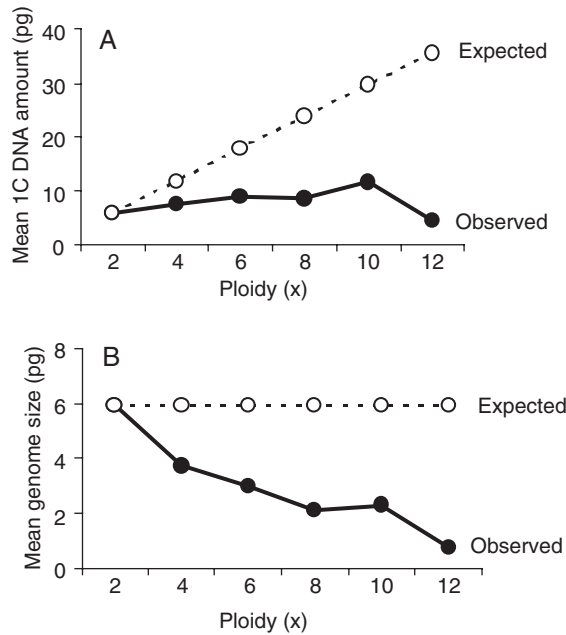 A
Mean 1C DNA amount (pg)
40
30
20
10
0
Expected
Observed
2 4 6 8 10 12
Ploidy (x)
B
Mean genome size (pg)
8
6
4
2
0
Expected
Observed
2 4 6 8 10 12
Ploidy (x)